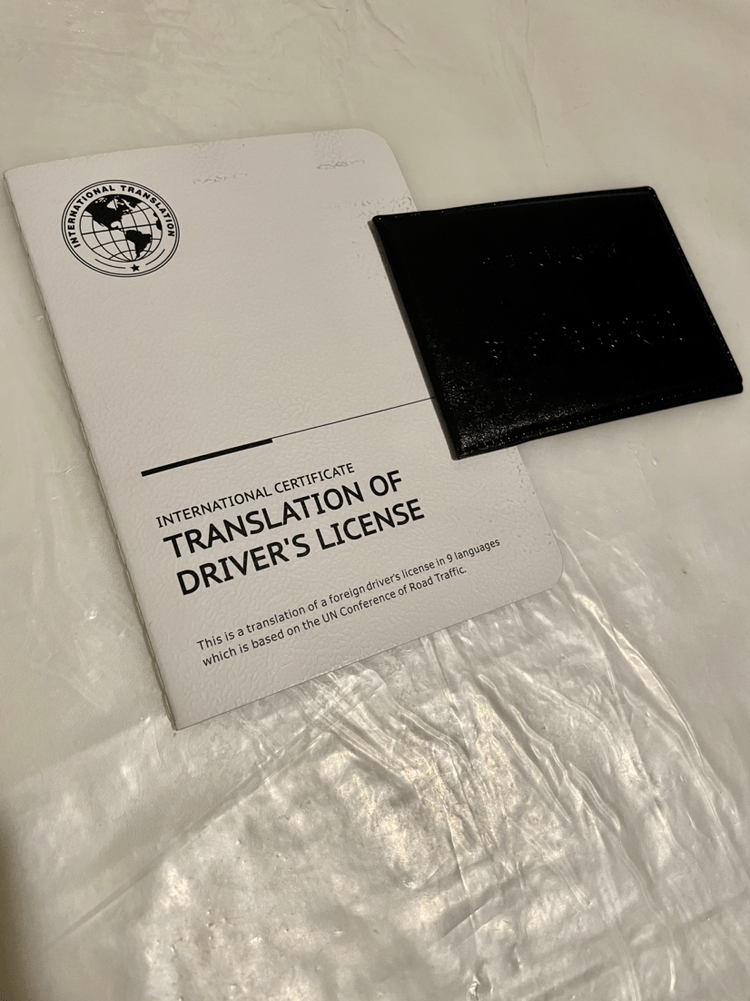 INTERNATIONAL TRANSLATION
INTERNATIONAL CERTIFICATE
TRANSLATION OF
DRIVER'S LICENSE
This is a translation of a foreign driver's license in 9 languages
which is based on the UN Conference of Road Traffic.